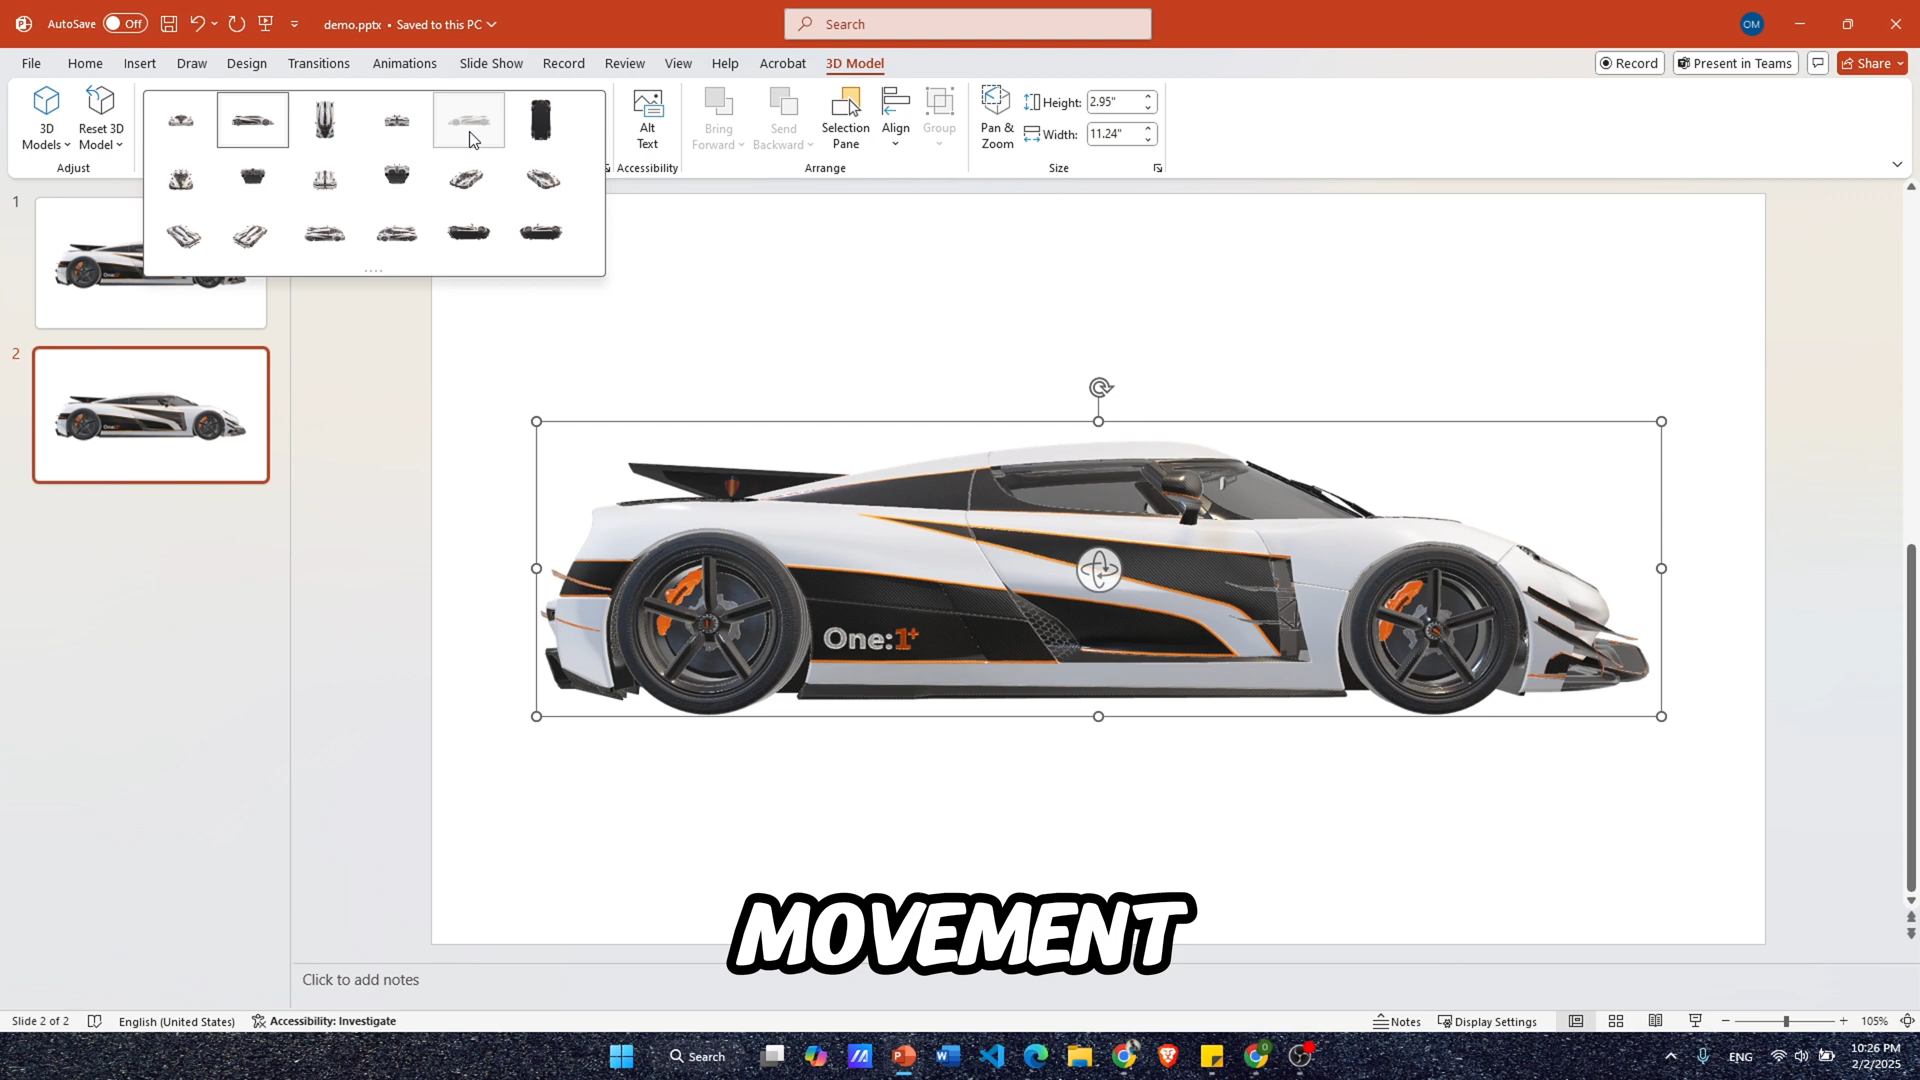 AutoSave Off demo.pptx • Saved to this PC Search OM
File Home Insert Draw Design Transitions Animations Slide Show Record Review View Help Acrobat 3D Model Record Present in Teams Share
3D Models Reset 3D Model Alt Text Bring Forward Send Backward Selection Pane Align Group Pan & Zoom Height: 2.95"
Width: 11.24"
Adjust Accessibility Arrange Size
1
2
One:1+
MOVEMENT
Click to add notes
Slide 2 of 2 English (United States) Accessibility: Investigate Notes Display Settings 105%
Search ENG 10:26 PM
2/2/2025